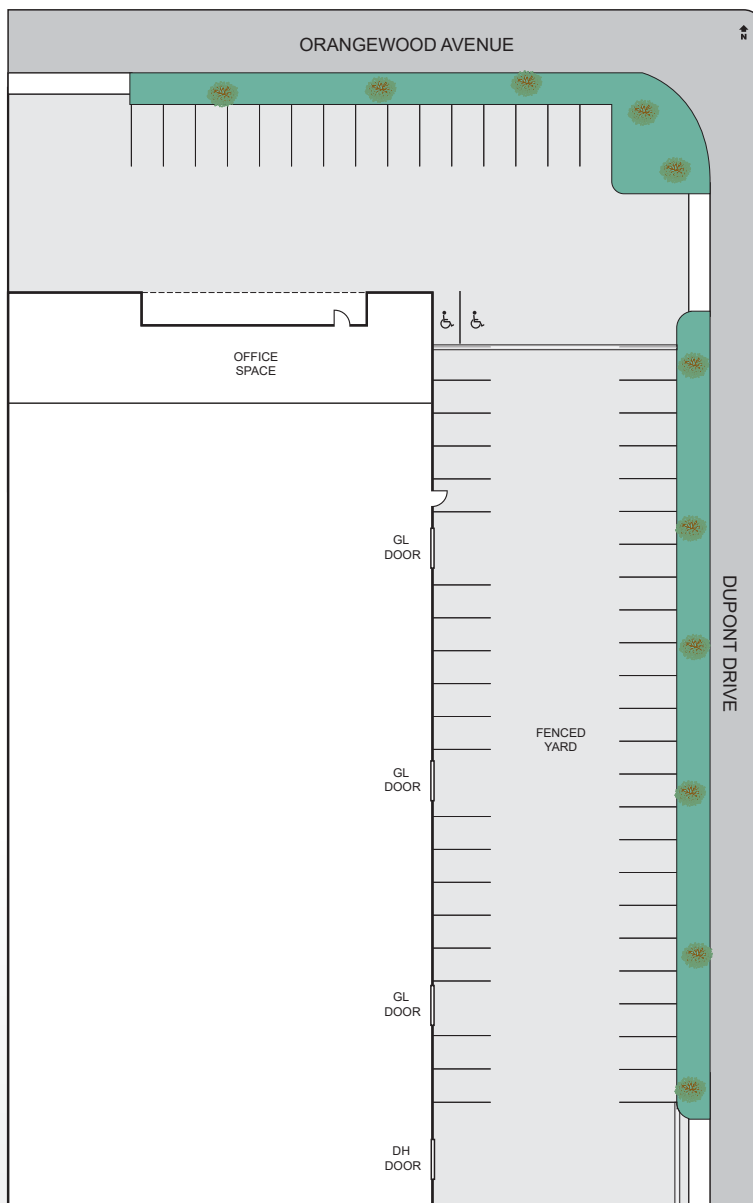 ORANGEWOOD AVENUE
N
OFFICE
SPACE
GL
DOOR
DUPONT DRIVE
FENCED
YARD
GL
DOOR
GL
DOOR
DH
DOOR